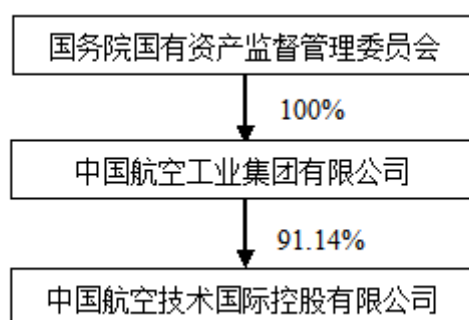 国务院国有资产监督管理委员会
100%
中国航空工业集团有限公司
91.14%
中国航空技术国际控股有限公司